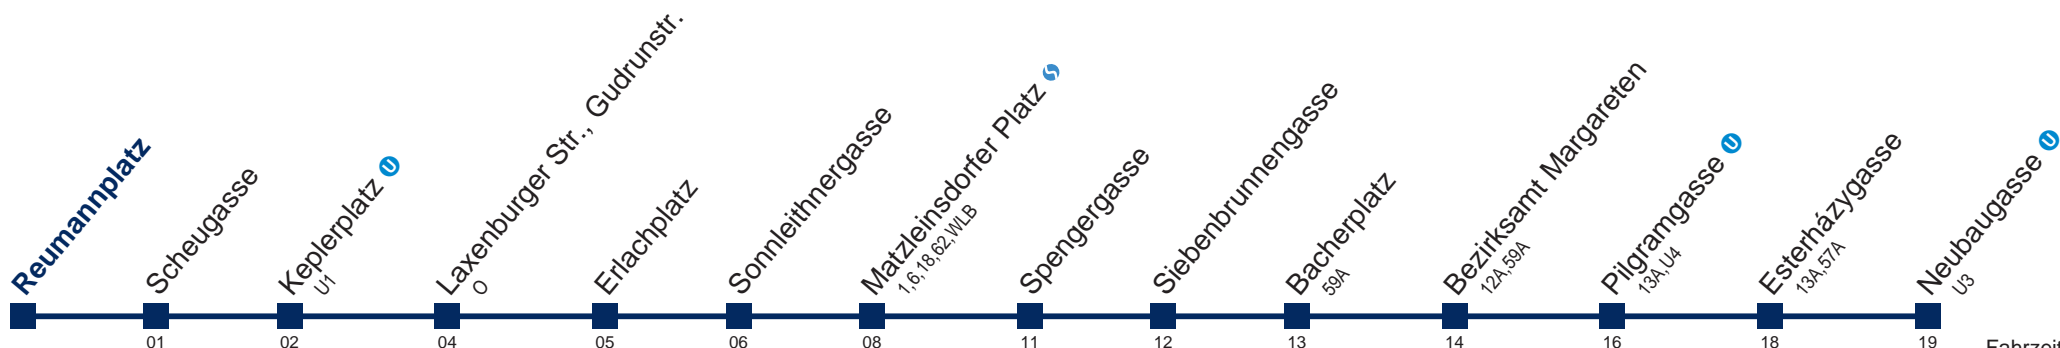 Reumannplatz
Scheugasse
Keplerplatz U
U1
Laxenburger Str., Gudrunstr.
O
Erlachplatz
Sonnleithnergasse
Matzleinsdorfer Platz
1,6,18,62,WLB
Spengergasse
Siebenbrunnengasse
Bacherplatz
59A
Bezirksamt Margareten
12A,59A
Pilgramgasse U
13A,U4
Esterházygasse
13A,57A
Neubaugasse U
U3
01 02 04 05 06 08 11 12 13 14 16 18 19 Fahrzeit